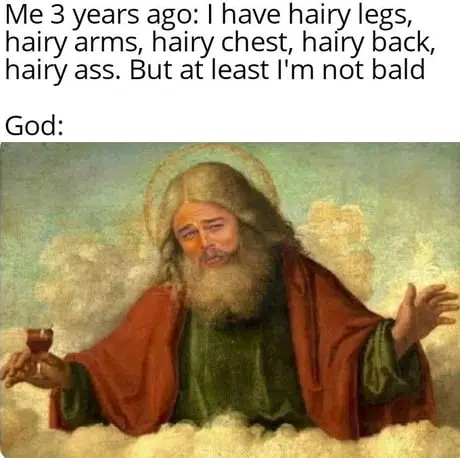 Me 3 years ago: I have hairy legs,
hairy arms, hairy chest, hairy back,
hairy ass. But at least I'm not bald
God: